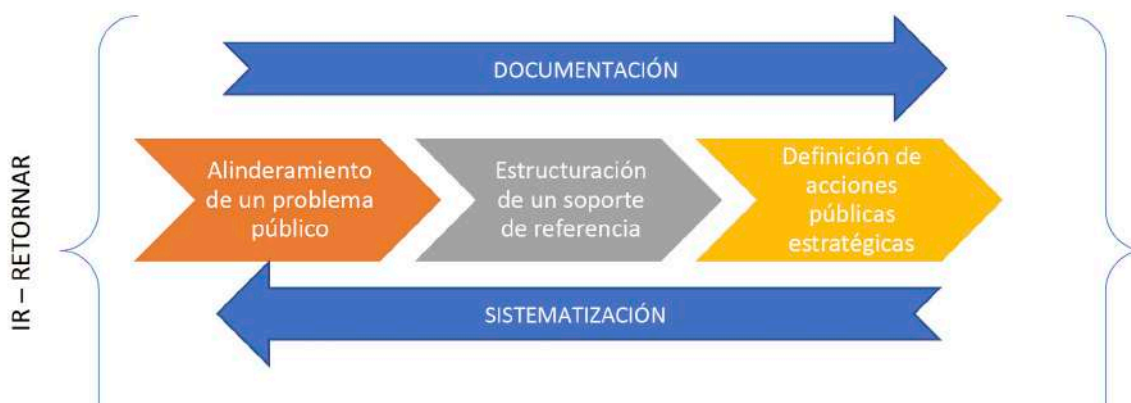 DOCUMENTACIÓN
IR – RETORNAR
Alinderamiento
de un problema
público
Estructuración
de un soporte
de referencia
Definición de
acciones
públicas
estratégicas
SISTEMATIZACIÓN